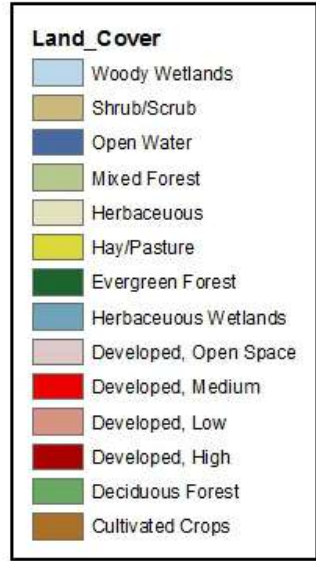 Land_Cover
Woody Wetlands
Shrub/Scrub
Open Water
Mixed Forest
Herbaceuous
Hay/Pasture
Evergreen Forest
Herbaceuous Wetlands
Developed, Open Space
Developed, Medium
Developed, Low
Developed, High
Deciduous Forest
Cultivated Crops